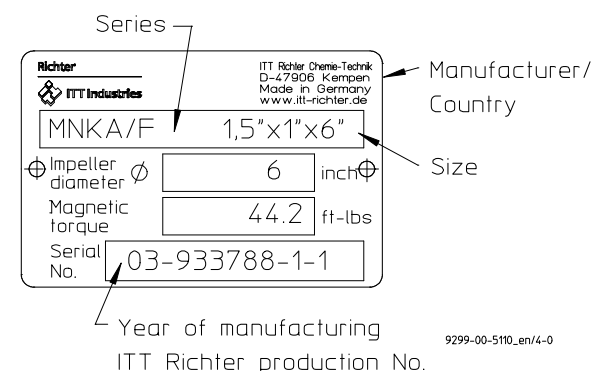 Series
Richter
ITT Industries
ITT Richter Chemie-Technik
D-47906 Kempen
Made in Germany
www.itt-richter.de
Manufacturer/
Country
MNKA/F 1,5"x1"x6"
Size
Impeller
diameter Ø 6 inch
Magnetic
torque 44.2 ft-lbs
Serial
No. 03-933788-1-1
Year of manufacturing
ITT Richter production No.
9299-00-5110_en/4-0